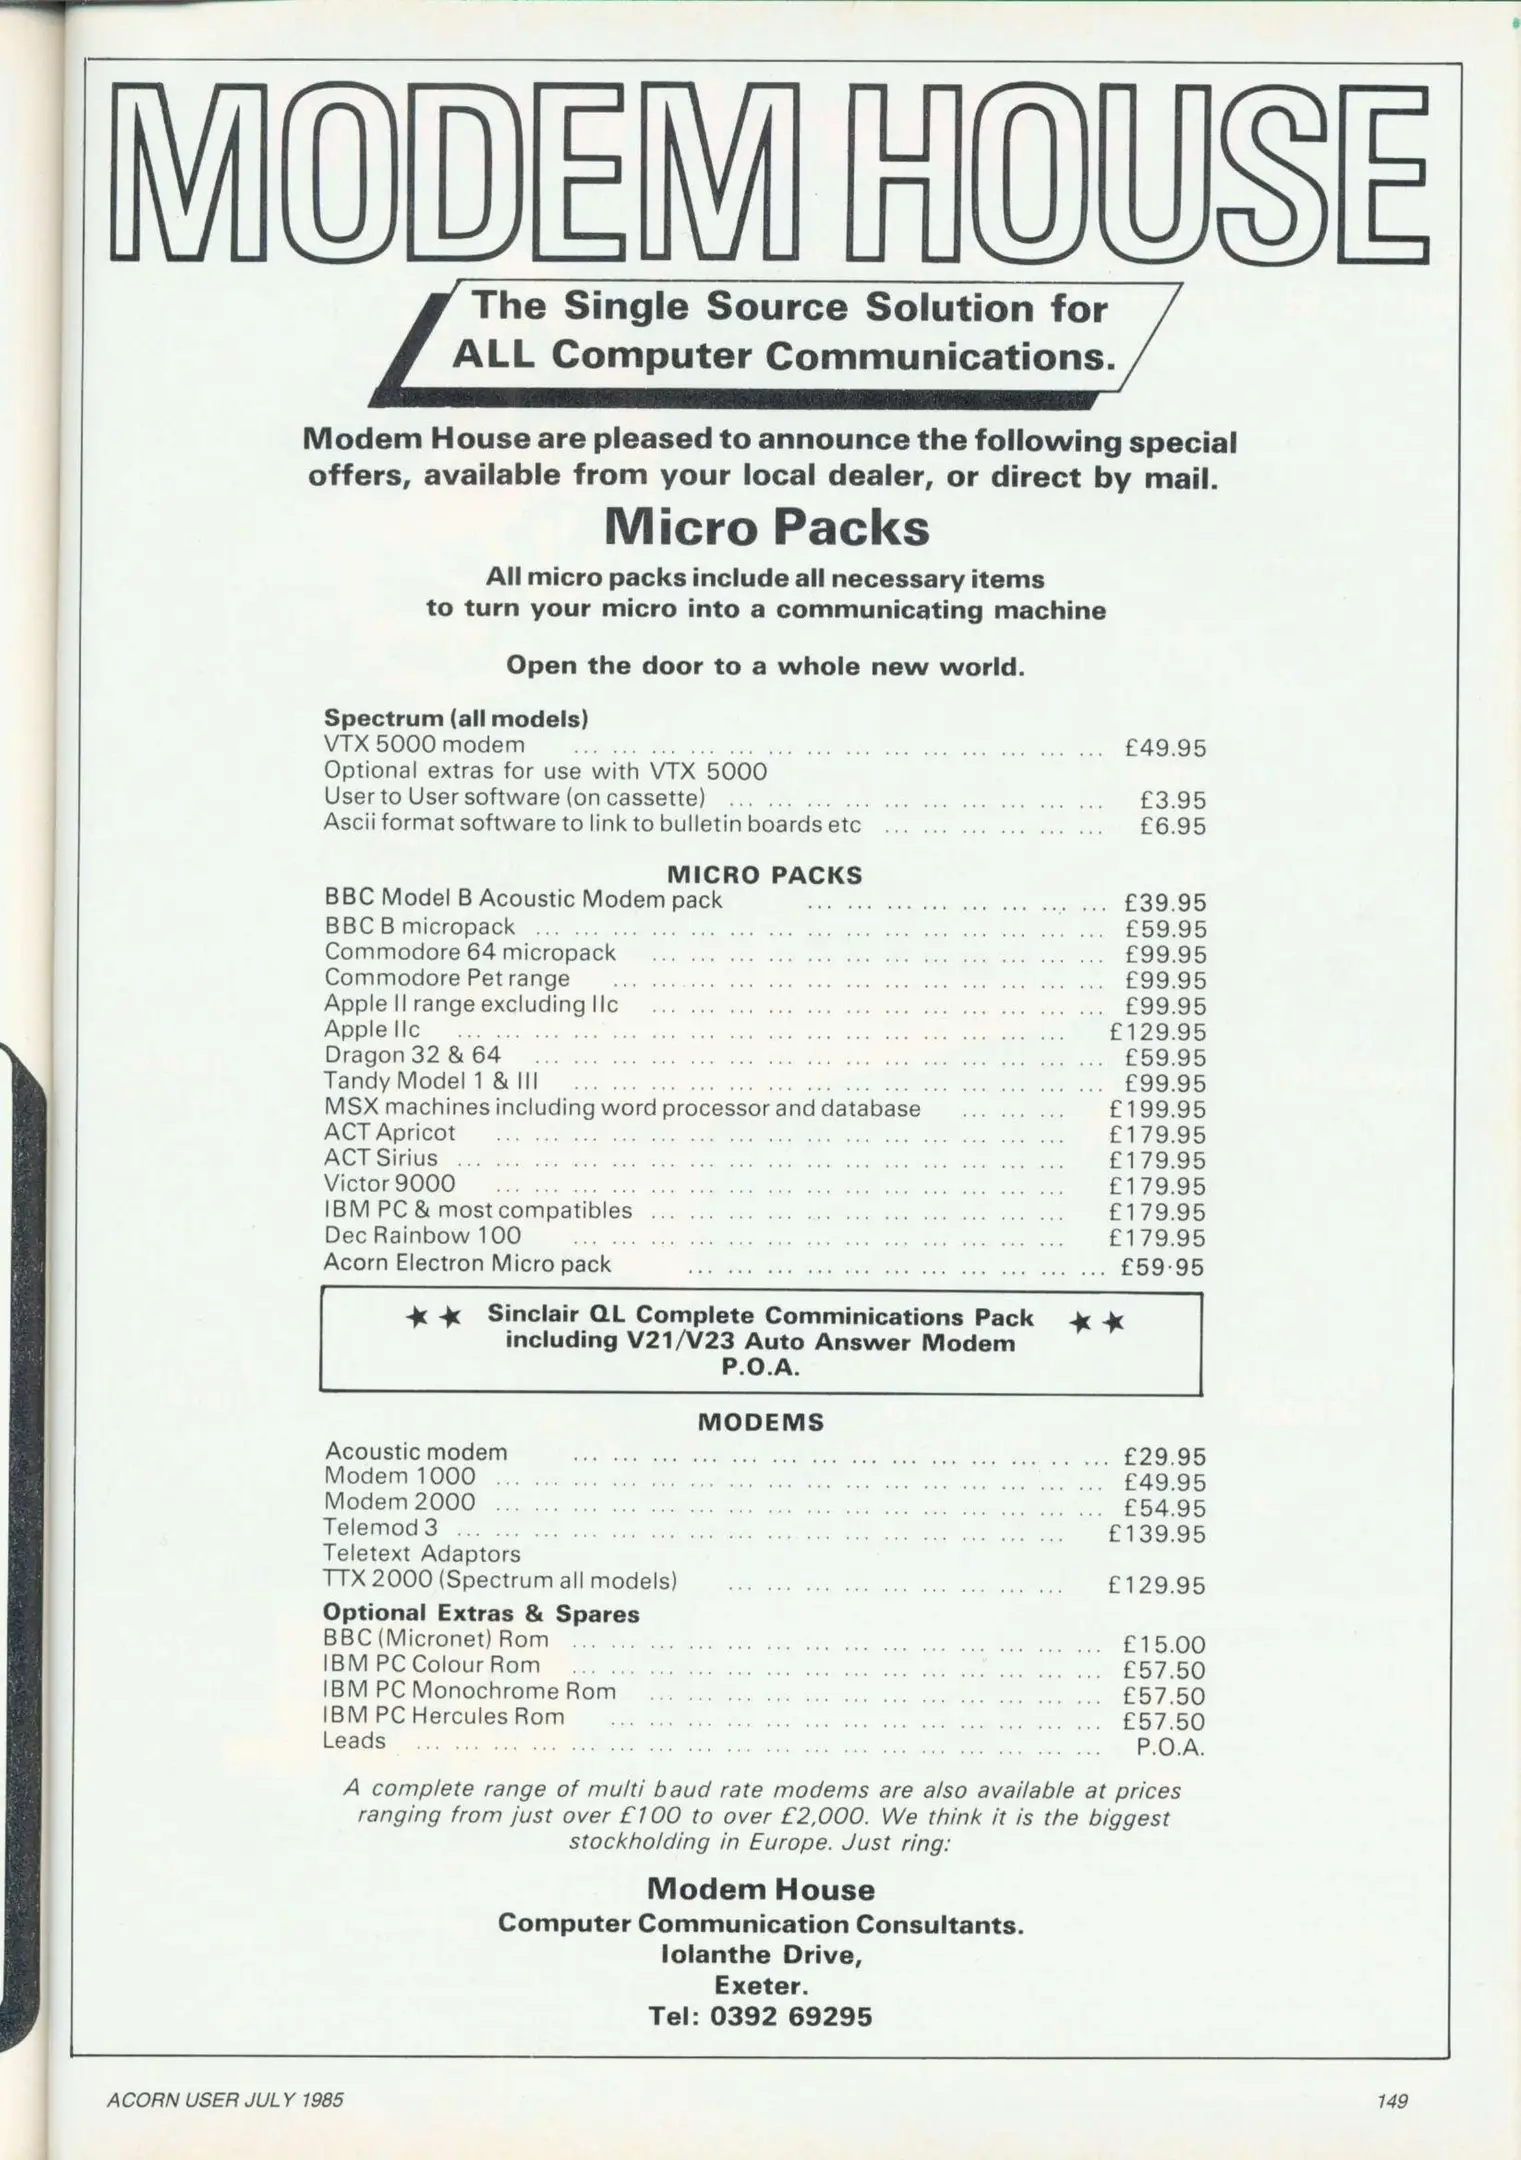 MODEM HOUSE
The Single Source Solution for
ALL Computer Communications.
Modem House are pleased to announce the following special
offers, available from your local dealer, or direct by mail.
Micro Packs
All micro packs include all necessary items
to turn your micro into a communicating machine
Open the door to a whole new world.
Spectrum (all models)
VTX 5000 modem ... £49.95
Optional extras for use with VTX 5000
User to User software (on cassette) ... £3.95
Ascii format software to link to bulletin boards etc ... £6.95
MICRO PACKS
BBC Model B Acoustic Modem pack ... £39.95
BBC B micropack ... £59.95
Commodore 64 micropack ... £99.95
Commodore Pet range ... £99.95
Apple II range excluding IIc ... £99.95
Apple IIc ... £129.95
Dragon 32 & 64 ... £59.95
Tandy Model 1 & III ... £99.95
MSX machines including word processor and database ... £199.95
ACT Apricot ... £179.95
ACT Sirius ... £179.95
Victor 9000 ... £179.95
IBM PC & most compatibles ... £179.95
Dec Rainbow 100 ... £179.95
Acorn Electron Micro pack ... £59·95
★★ Sinclair QL Complete Comminications Pack ★★
including V21/V23 Auto Answer Modem
P.O.A.
MODEMS
Acoustic modem ... £29.95
Modem 1000 ... £49.95
Modem 2000 ... £54.95
Telemod 3 ... £139.95
Teletext Adaptors
TTX 2000 (Spectrum all models) ... £129.95
Optional Extras & Spares
BBC (Micronet) Rom ... £15.00
IBM PC Colour Rom ... £57.50
IBM PC Monochrome Rom ... £57.50
IBM PC Hercules Rom ... £57.50
Leads ... P.O.A.
A complete range of multi baud rate modems are also available at prices
ranging from just over £100 to over £2,000. We think it is the biggest
stockholding in Europe. Just ring:
Modem House
Computer Communication Consultants.
Iolanthe Drive,
Exeter.
Tel: 0392 69295
ACORN USER JULY 1985
149